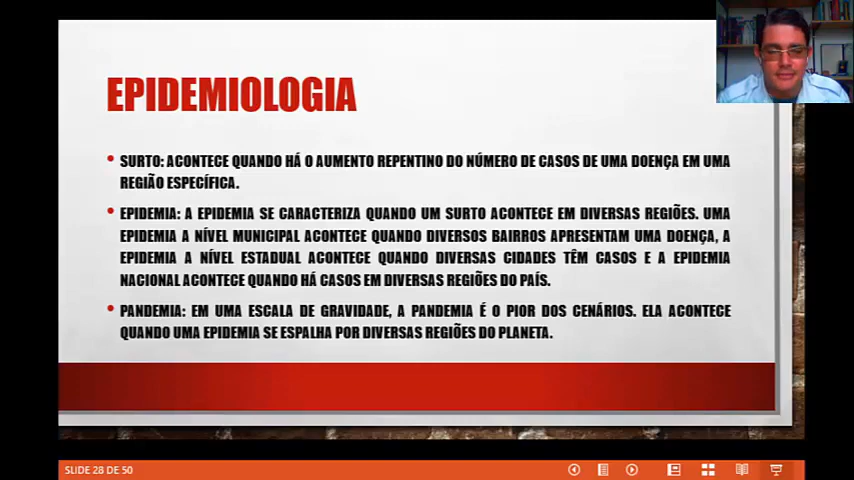 EPIDEMIOLOGIA
• SURTO: ACONTECE QUANDO HÁ O AUMENTO REPENTINO DO NÚMERO DE CASOS DE UMA DOENÇA EM UMA
REGIÃO ESPECÍFICA.
• EPIDEMIA: A EPIDEMIA SE CARACTERIZA QUANDO UM SURTO ACONTECE EM DIVERSAS REGIÕES. UMA
EPIDEMIA A NÍVEL MUNICIPAL ACONTECE QUANDO DIVERSOS BAIRROS APRESENTAM UMA DOENÇA, A
EPIDEMIA A NÍVEL ESTADUAL ACONTECE QUANDO DIVERSAS CIDADES TÊM CASOS E A EPIDEMIA
NACIONAL ACONTECE QUANDO HÁ CASOS EM DIVERSAS REGIÕES DO PAÍS.
• PANDEMIA: EM UMA ESCALA DE GRAVIDADE, A PANDEMIA É O PIOR DOS CENÁRIOS. ELA ACONTECE
QUANDO UMA EPIDEMIA SE ESPALHA POR DIVERSAS REGIÕES DO PLANETA.
SLIDE 28 DE 50